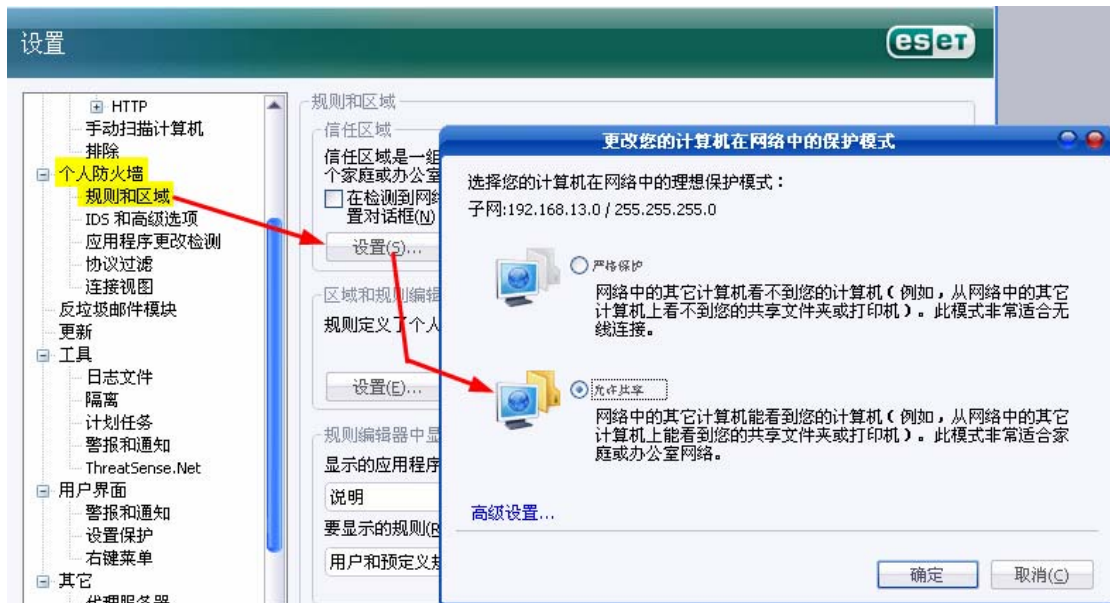 设置
eset
HTTP
手动扫描计算机
排除
个人防火墙
规则和区域
IDS 和高级选项
应用程序更改检测
协议过滤
连接视图
反垃圾邮件模块
更新
工具
日志文件
隔离
计划任务
警报和通知
ThreatSense.Net
用户界面
警报和通知
设置保护
右键菜单
其它
代理服务器
规则和区域
信任区域
信任区域是一组
个家庭或办公室
在检测到网络
置对话框(N)
设置(S)...
区域和规则编辑
规则定义了个人
设置(E)...
规则编辑器中显
显示的应用程序
说明
要显示的规则(R
用户和预定义规
更改您的计算机在网络中的保护模式
选择您的计算机在网络中的理想保护模式：
子网:192.168.13.0 / 255.255.255.0
严格保护
网络中的其它计算机看不到您的计算机（例如，从网络中的其它
计算机上看不到您的共享文件夹或打印机）。此模式非常适合无
线连接。
允许共享
网络中的其它计算机能看到您的计算机（例如，从网络中的其它
计算机上能看到您的共享文件夹或打印机）。此模式非常适合家
庭或办公室网络。
高级设置...
确定
取消(C)